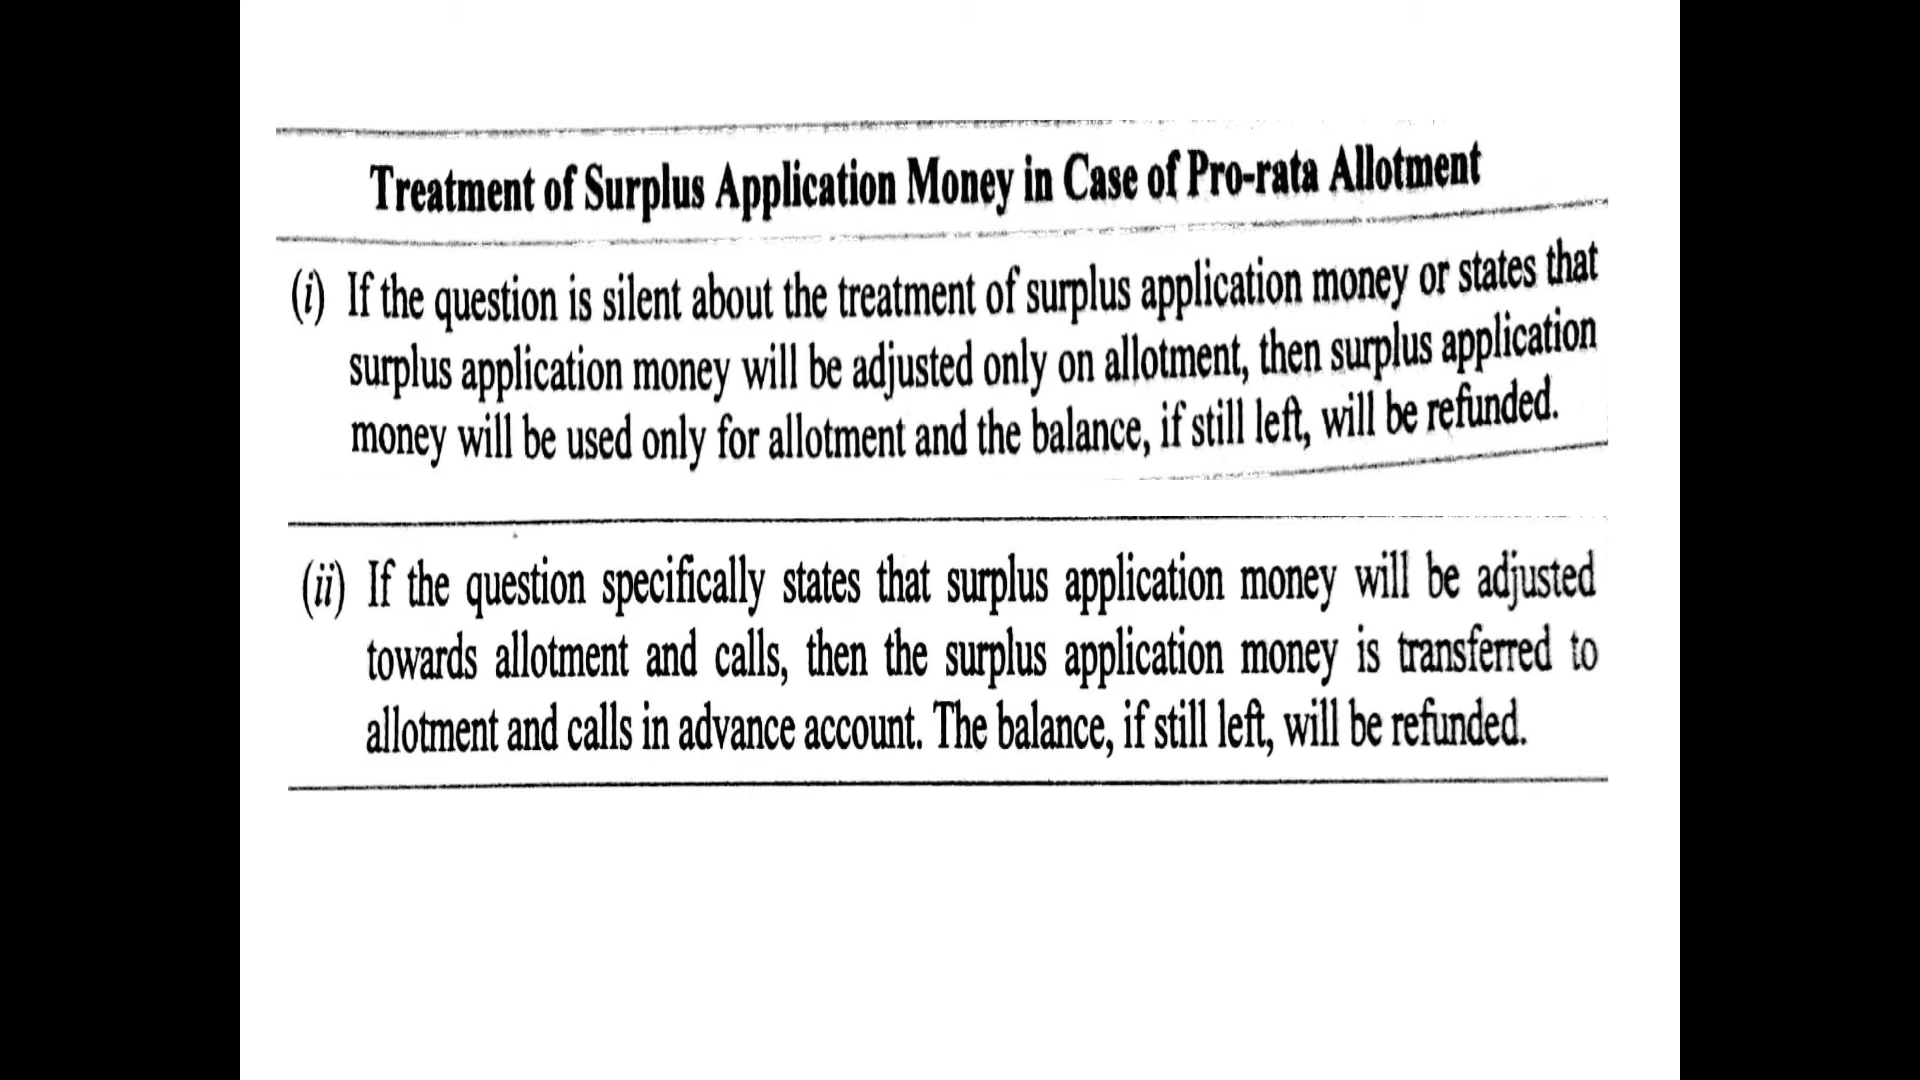 Treatment of Surplus Application Money in Case of Pro-rata Allotment
(i) If the question is silent about the treatment of surplus application money or states that
surplus application money will be adjusted only on allotment, then surplus application
money will be used only for allotment and the balance, if still left, will be refunded.
(ii) If the question specifically states that surplus application money will be adjusted
towards allotment and calls, then the surplus application money is transferred to
allotment and calls in advance account. The balance, if still left, will be refunded.